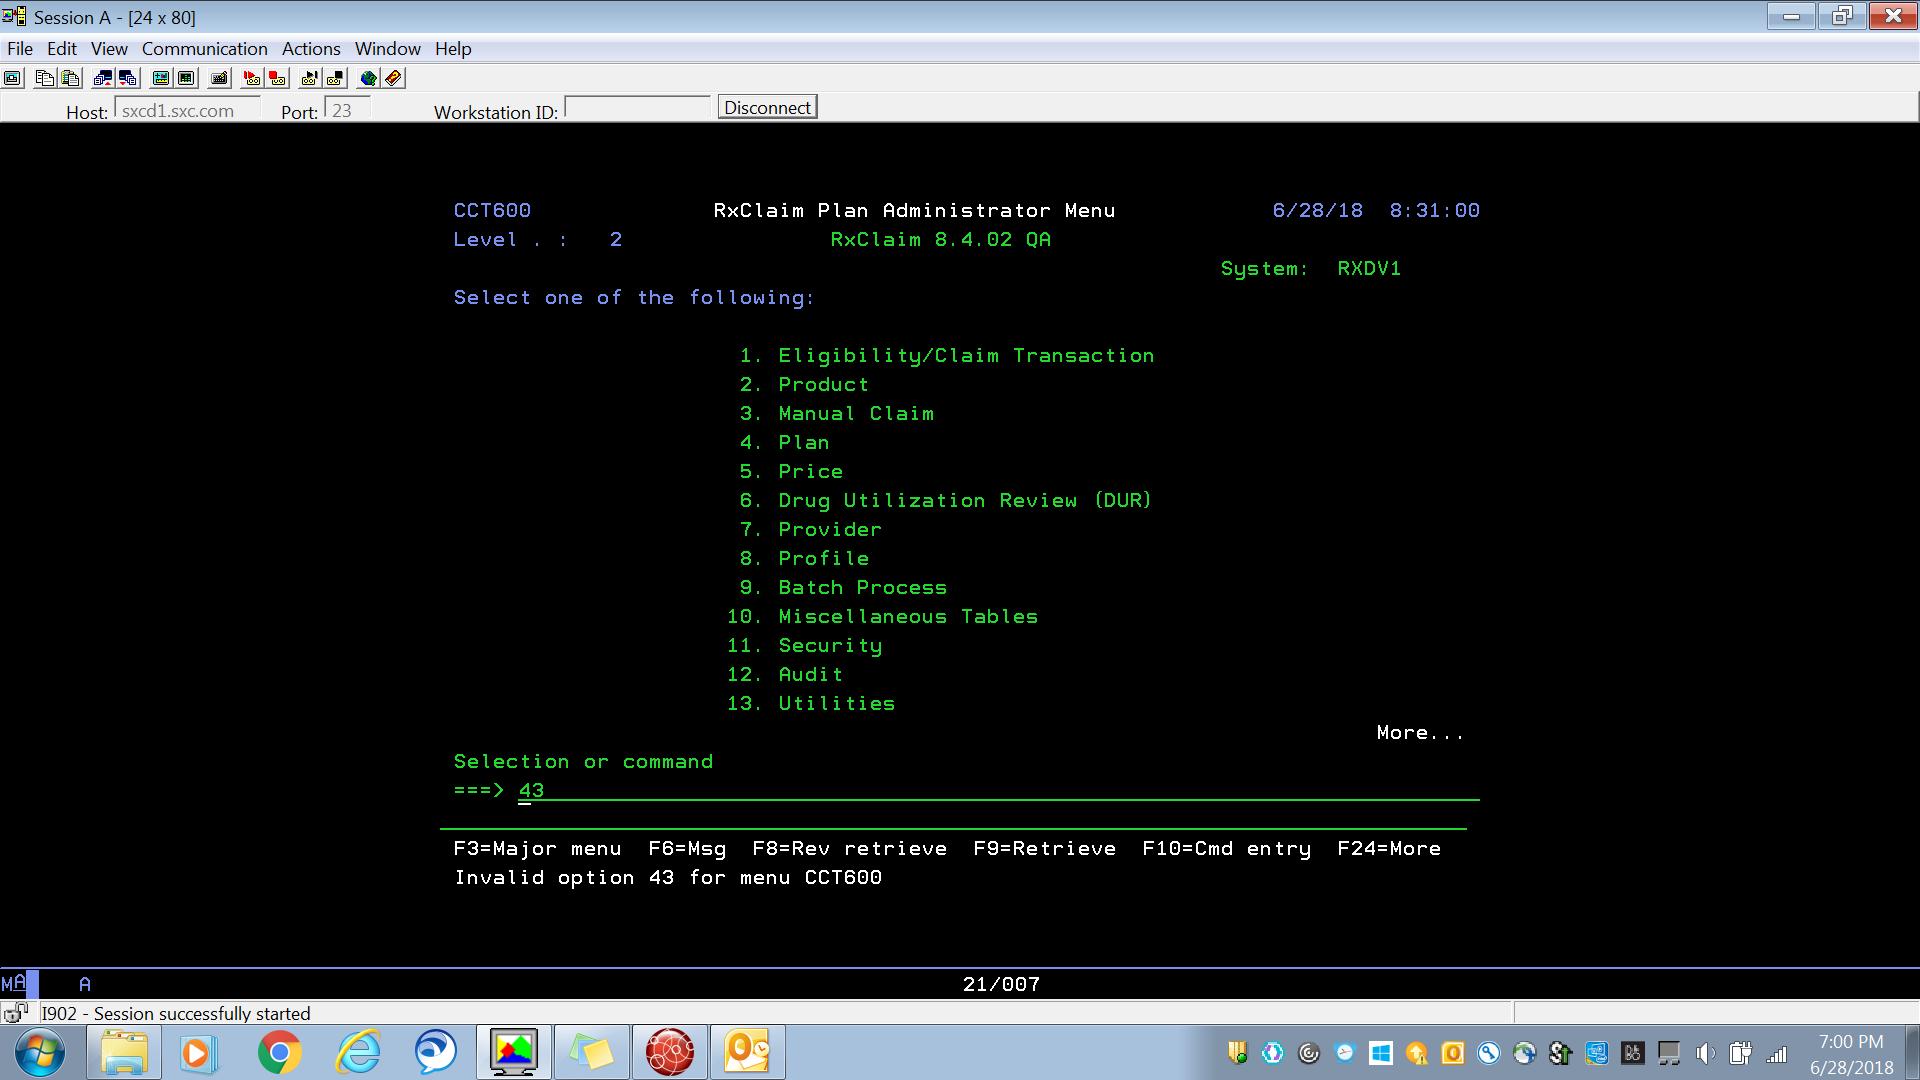 Session A - [24 x 80]
File Edit View Communication Actions Window Help
Host: sxcd1.sxc.com Port: 23 Workstation ID: Disconnect
CCT600 RxClaim Plan Administrator Menu 6/28/18 8:31:00
Level . : 2 RxClaim 8.4.02 QA
System: RXDV1
Select one of the following:
1. Eligibility/Claim Transaction
2. Product
3. Manual Claim
4. Plan
5. Price
6. Drug Utilization Review (DUR)
7. Provider
8. Profile
9. Batch Process
10. Miscellaneous Tables
11. Security
12. Audit
13. Utilities
More...
Selection or command
===> 43
F3=Major menu F6=Msg F8=Rev retrieve F9=Retrieve F10=Cmd entry F24=More
Invalid option 43 for menu CCT600
MA A 21/007
I902 - Session successfully started
7:00 PM
6/28/2018